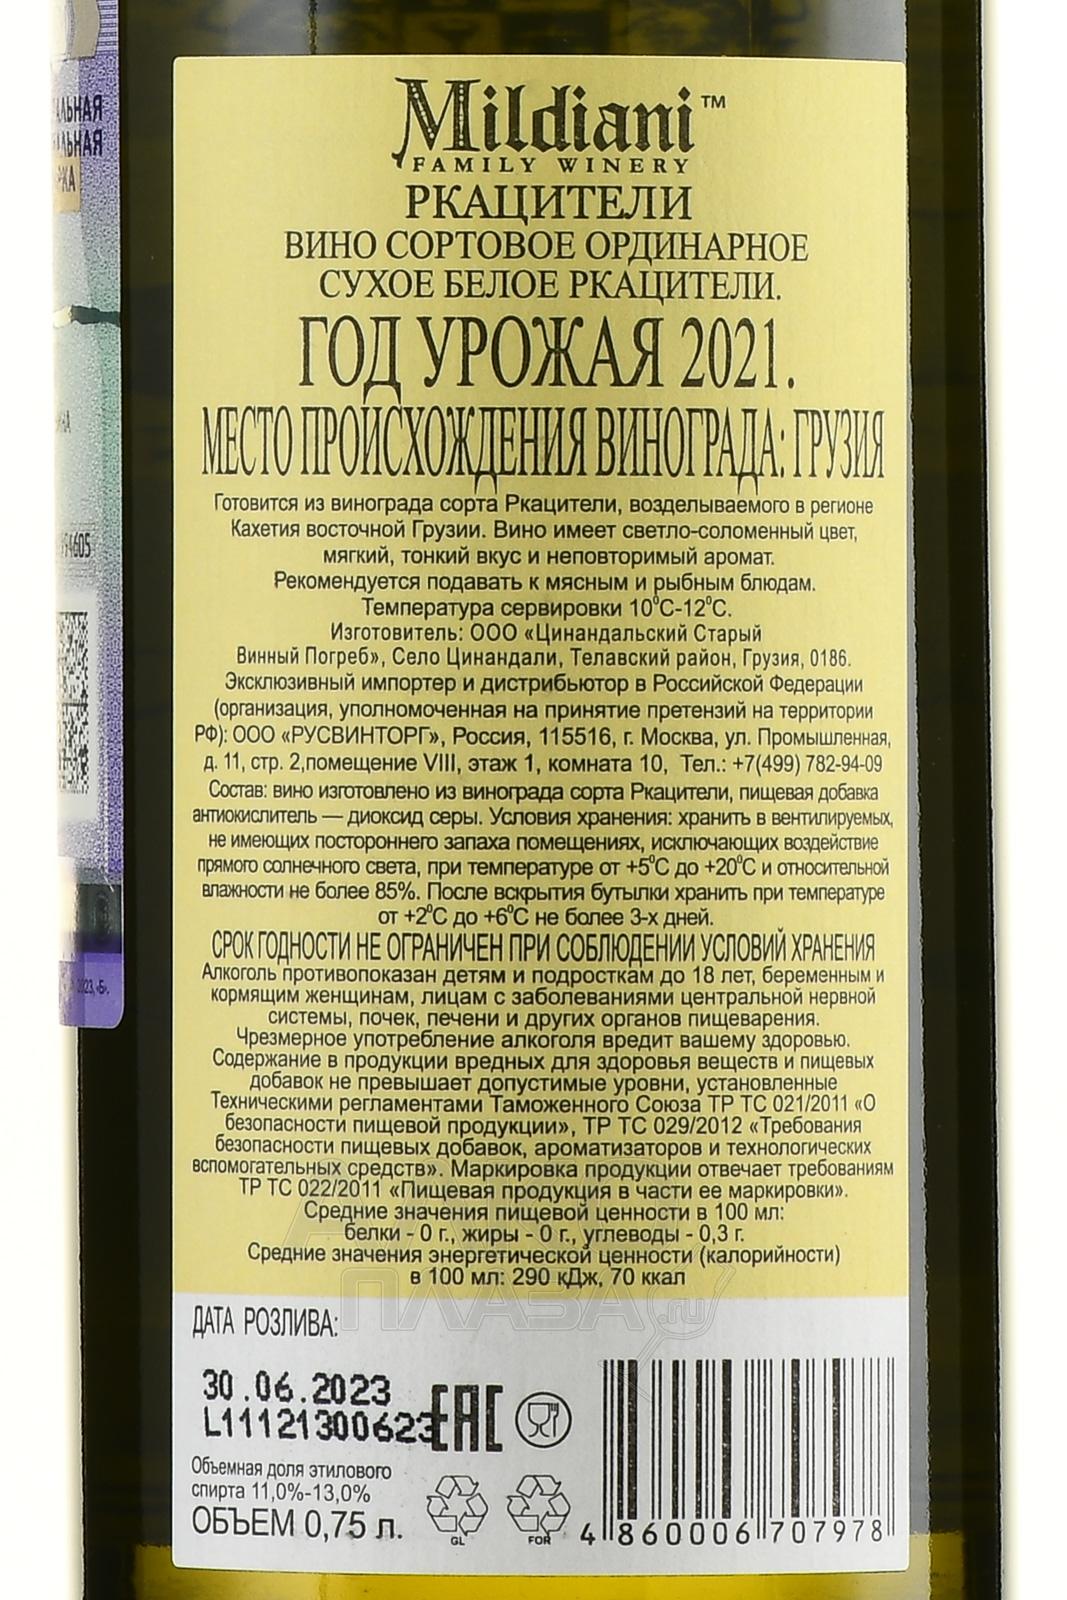 Mildiani™
FAMILY WINERY
РКАЦИТЕЛИ
ВИНО СОРТОВОЕ ОРДИНАРНОЕ
СУХОЕ БЕЛОЕ РКАЦИТЕЛИ.
ГОД УРОЖАЯ 2021.
МЕСТО ПРОИСХОЖДЕНИЯ ВИНОГРАДА: ГРУЗИЯ
Готовится из винограда сорта Ркацители, возделываемого в регионе
Кахетия восточной Грузии. Вино имеет светло-соломенный цвет,
мягкий, тонкий вкус и неповторимый аромат.
Рекомендуется подавать к мясным и рыбным блюдам.
Температура сервировки 10⁰С-12⁰С.
Изготовитель: ООО «Цинандальский Старый
Винный Погреб», Село Цинандали, Телавский район, Грузия, 0186.
Эксклюзивный импортер и дистрибьютор в Российской Федерации
(организация, уполномоченная на принятие претензий на территории
РФ): ООО «РУСВИНТОРГ», Россия, 115516, г. Москва, ул. Промышленная,
д. 11, стр. 2,помещение VIII, этаж 1, комната 10, Тел.: +7(499) 782-94-09
Состав: вино изготовлено из винограда сорта Ркацители, пищевая добавка
антиокислитель — диоксид серы. Условия хранения: хранить в вентилируемых,
не имеющих постороннего запаха помещениях, исключающих воздействие
прямого солнечного света, при температуре от +5⁰С до +20⁰С и относительной
влажности не более 85%. После вскрытия бутылки хранить при температуре
от +2⁰С до +6⁰С не более 3-х дней.
СРОК ГОДНОСТИ НЕ ОГРАНИЧЕН ПРИ СОБЛЮДЕНИИ УСЛОВИЙ ХРАНЕНИЯ
Алкоголь противопоказан детям и подросткам до 18 лет, беременным и
кормящим женщинам, лицам с заболеваниями центральной нервной
системы, почек, печени и других органов пищеварения.
Чрезмерное употребление алкоголя вредит вашему здоровью.
Содержание в продукции вредных для здоровья веществ и пищевых
добавок не превышает допустимые уровни, установленные
Техническими регламентами Таможенного Союза ТР ТС 021/2011 «О
безопасности пищевой продукции», ТР ТС 029/2012 «Требования
безопасности пищевых добавок, ароматизаторов и технологических
вспомогательных средств». Маркировка продукции отвечает требованиям
ТР ТС 022/2011 «Пищевая продукция в части ее маркировки».
Средние значения пищевой ценности в 100 мл:
белки - 0 г., жиры - 0 г., углеводы - 0,3 г.
Средние значения энергетической ценности (калорийности)
в 100 мл: 290 кДж, 70 ккал
ПЛАЗА.ru
ДАТА РОЗЛИВА:
30.06.2023
L11121300623
EAC
Объемная доля этилового
спирта 11,0%-13,0%
ОБЪЕМ 0,75 л.
GL
FOR
4 860006 707978